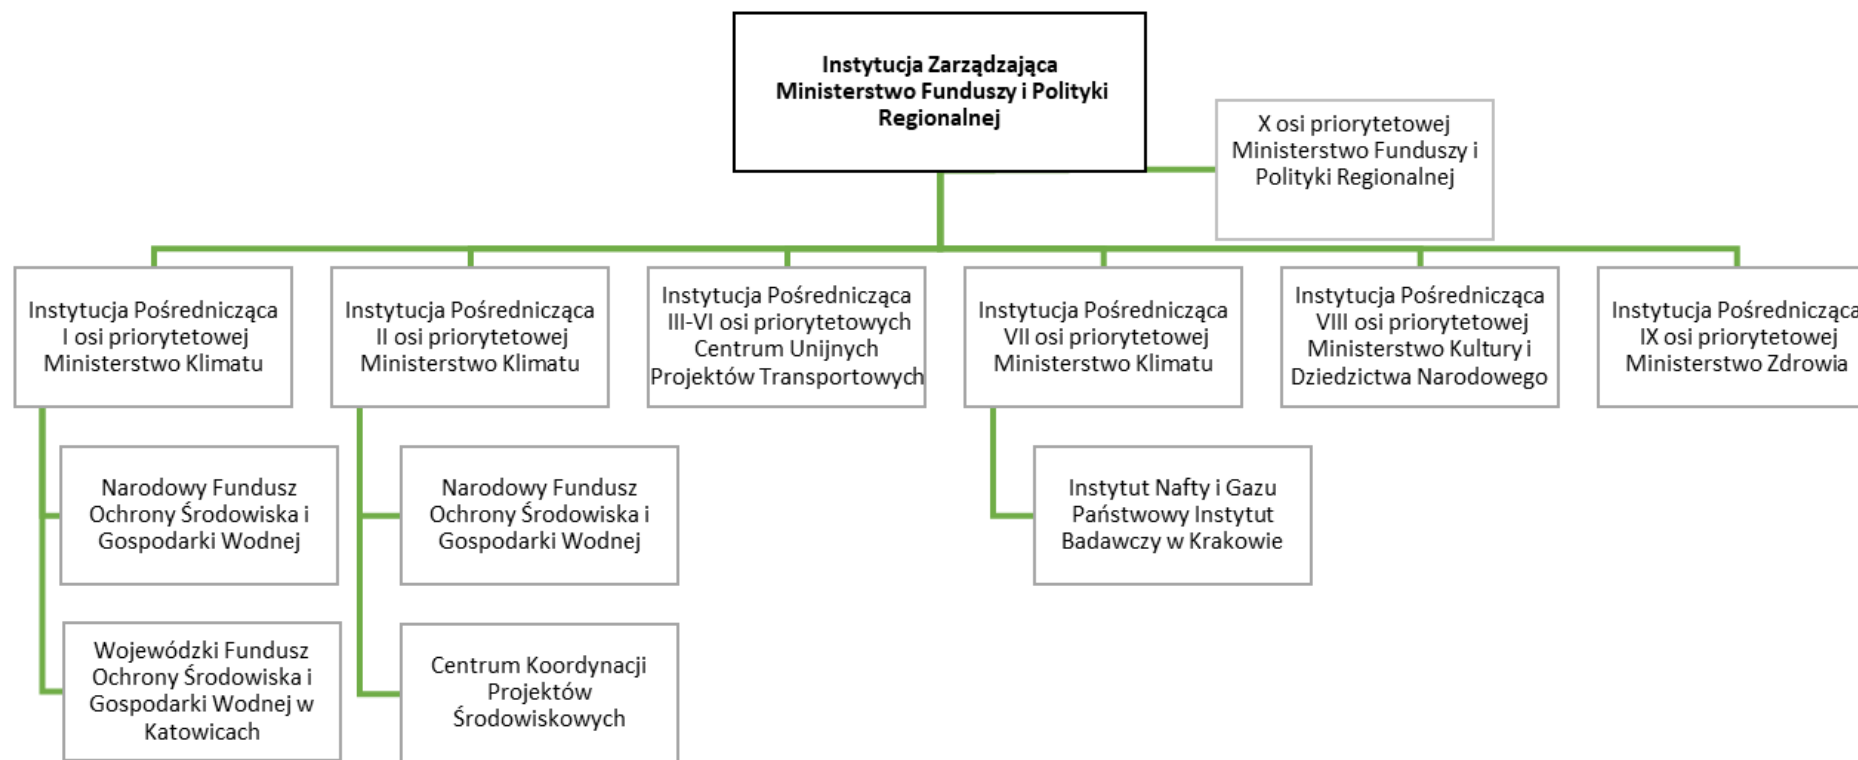 Instytucja Zarządzająca
Ministerstwo Funduszy i Polityki
Regionalnej
X osi priorytetowej
Ministerstwo Funduszy i
Polityki Regionalnej
Instytucja Pośrednicząca
I osi priorytetowej
Ministerstwo Klimatu
Instytucja Pośrednicząca
II osi priorytetowej
Ministerstwo Klimatu
Instytucja Pośrednicząca
III-VI osi priorytetowych
Centrum Unijnych
Projektów Transportowych
Instytucja Pośrednicząca
VII osi priorytetowej
Ministerstwo Klimatu
Instytucja Pośrednicząca
VIII osi priorytetowej
Ministerstwo Kultury i
Dziedzictwa Narodowego
Instytucja Pośrednicząca
IX osi priorytetowej
Ministerstwo Zdrowia
Narodowy Fundusz
Ochrony Środowiska i
Gospodarki Wodnej
Narodowy Fundusz
Ochrony Środowiska i
Gospodarki Wodnej
Instytut Nafty i Gazu
Państwowy Instytut
Badawczy w Krakowie
Wojewódzki Fundusz
Ochrony Środowiska i
Gospodarki Wodnej w
Katowicach
Centrum Koordynacji
Projektów
Środowiskowych